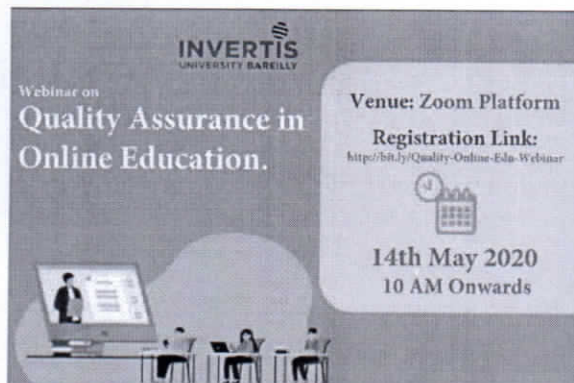 INVERTIS
UNIVERSITY BAREILLY
Webinar on
Quality Assurance in
Online Education.
Venue: Zoom Platform
Registration Link:
http://bit.ly/Quality-Online-Edu-Webinar
14th May 2020
10 AM Onwards